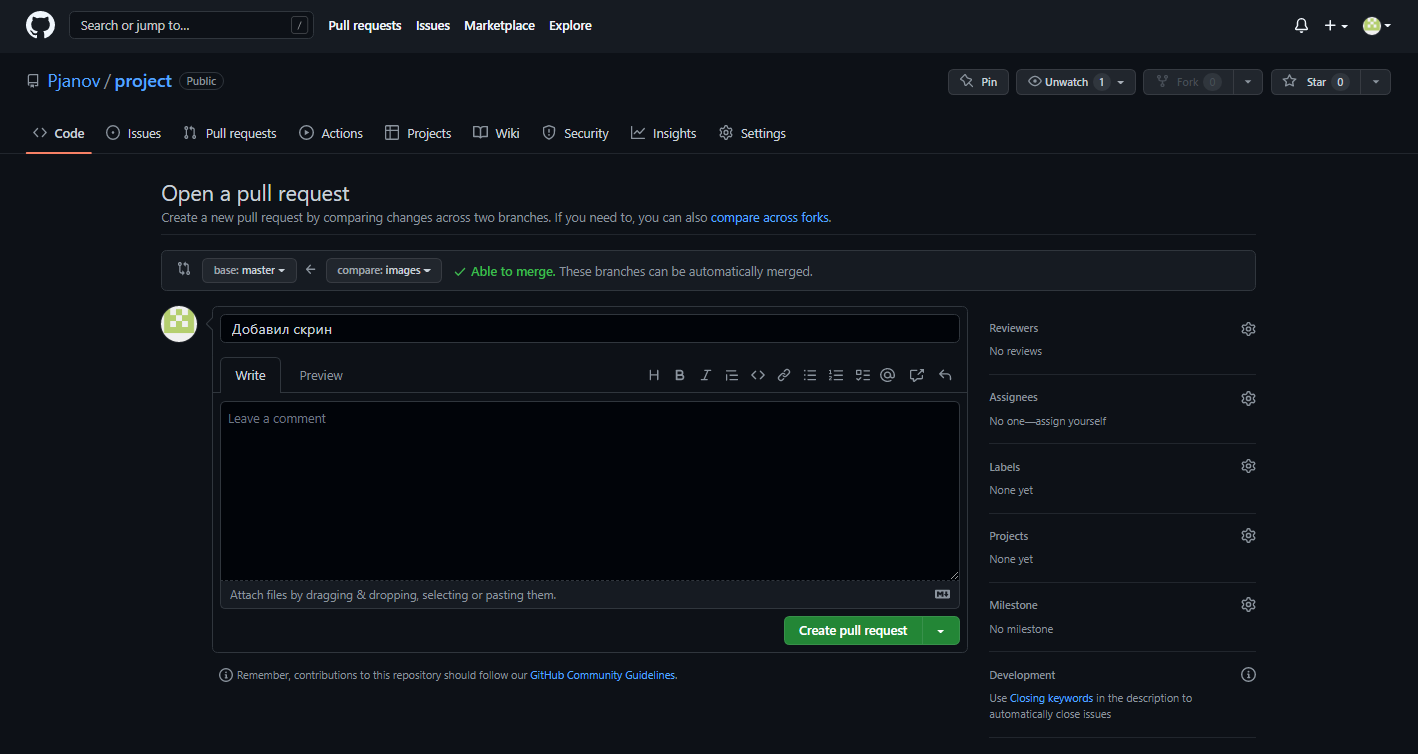 Search or jump to... /
Pull requests Issues Marketplace Explore
Pjanov / project Public
Pin Unwatch 1 Fork 0 Star 0
Code Issues Pull requests Actions Projects Wiki Security Insights Settings
Open a pull request
Create a new pull request by comparing changes across two branches. If you need to, you can also compare across forks.
base: master compare: images Able to merge. These branches can be automatically merged.
Добавил скрин
Write Preview
Leave a comment
Attach files by dragging & dropping, selecting or pasting them.
Create pull request
Remember, contributions to this repository should follow our GitHub Community Guidelines.
Reviewers
No reviews
Assignees
No one—assign yourself
Labels
None yet
Projects
None yet
Milestone
No milestone
Development
Use Closing keywords in the description to
automatically close issues